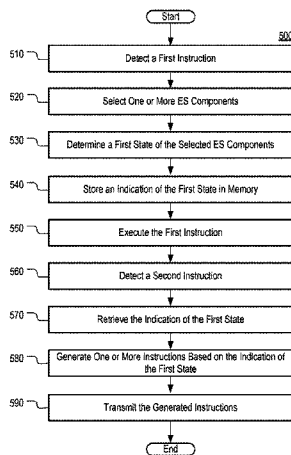 Start
500
510
Detect a First Instruction
520
Select One or More ES Components
530
Determine a First State of the Selected ES Components
540
Store an Indication of the First State in Memory
550
Execute the First Instruction
560
Detect a Second Instruction
570
Retrieve the Indication of the First State
580
Generate One or More Instructions Based on the Indication of
the First State
590
Transmit the Generated Instructions
End